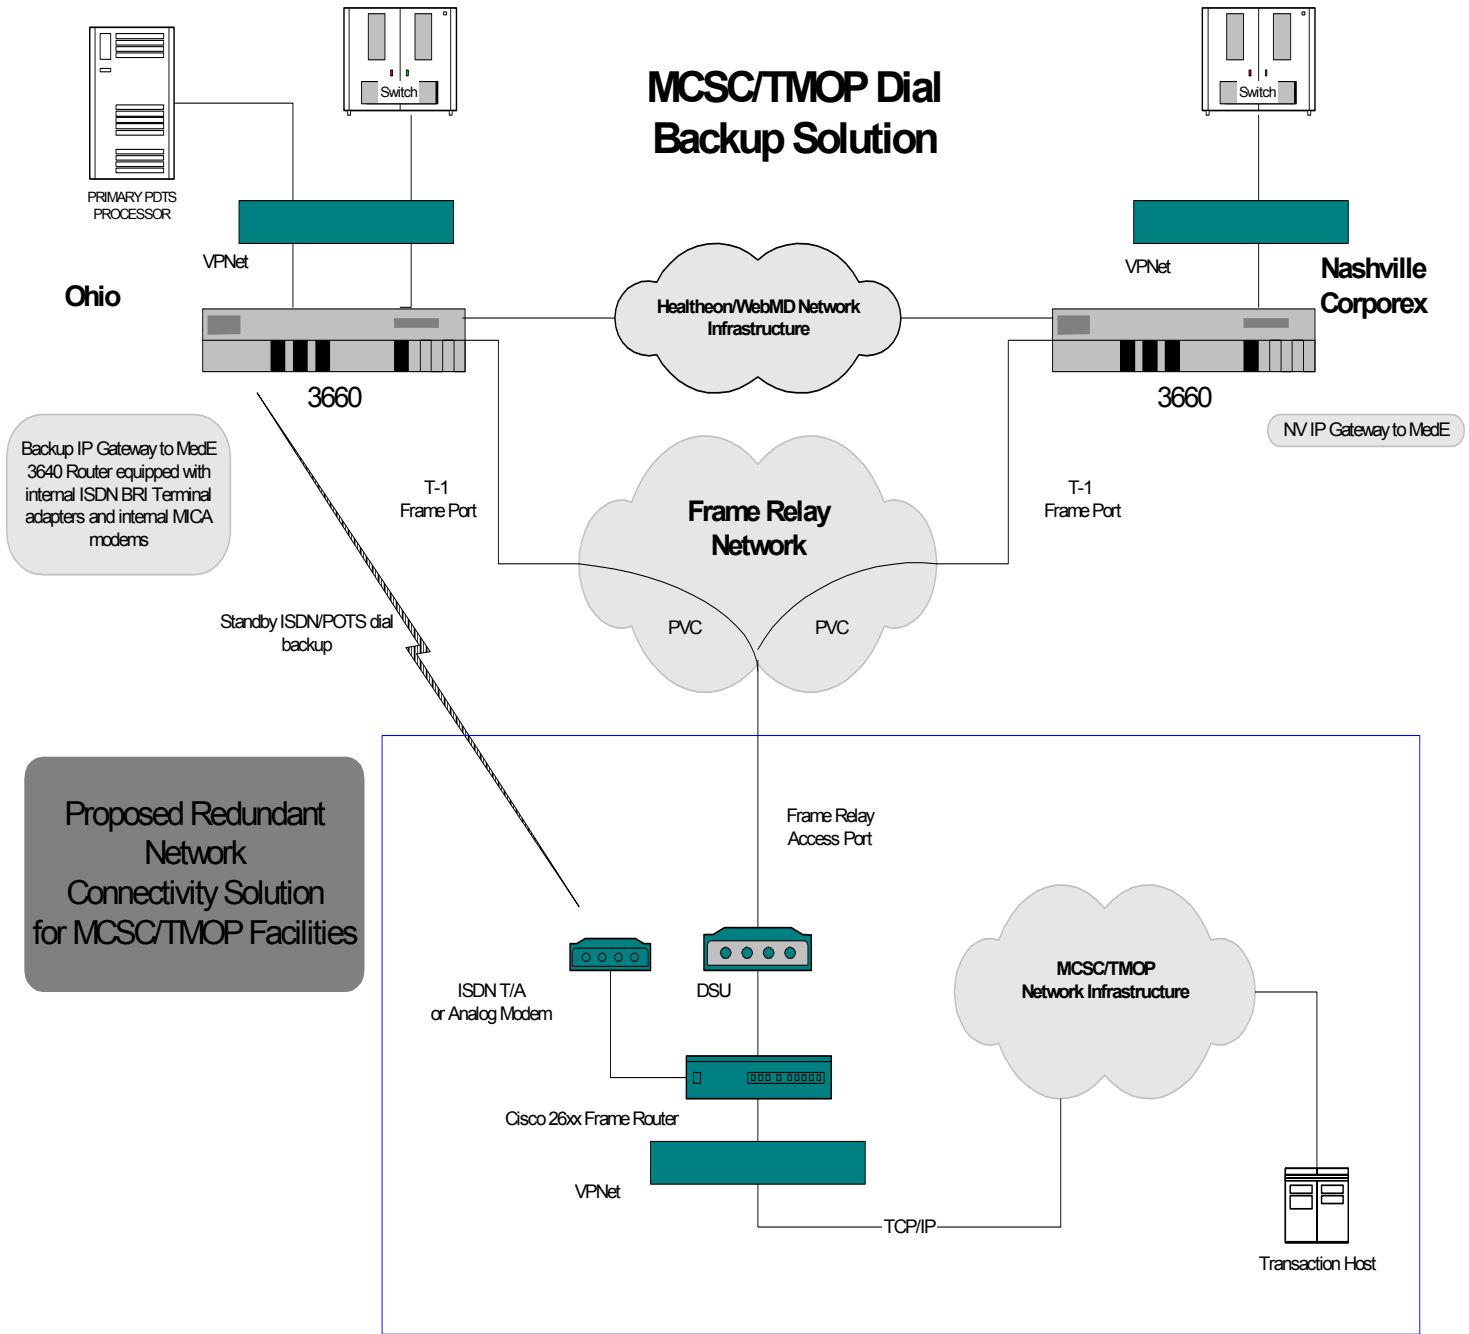 MCSC/TMOP Dial
Backup Solution
Switch
Switch
PRIMARY PDTS
PROCESSOR
VPNet
VPNet
Ohio
Nashville
Corporex
Healtheon/WebMD Network
Infrastructure
3660
3660
Backup IP Gateway to MedE
3640 Router equipped with
internal ISDN BRI Terminal
adapters and internal MICA
modems
NV IP Gateway to MedE
T-1
Frame Port
T-1
Frame Port
Frame Relay
Network
PVC
PVC
Standby ISDN/POTS dial
backup
Proposed Redundant
Network
Connectivity Solution
for MCSC/TMOP Facilities
Frame Relay
Access Port
ISDN T/A
or Analog Modem
DSU
MCSC/TMOP
Network Infrastructure
Cisco 26xx Frame Router
VPNet
TCP/IP
Transaction Host